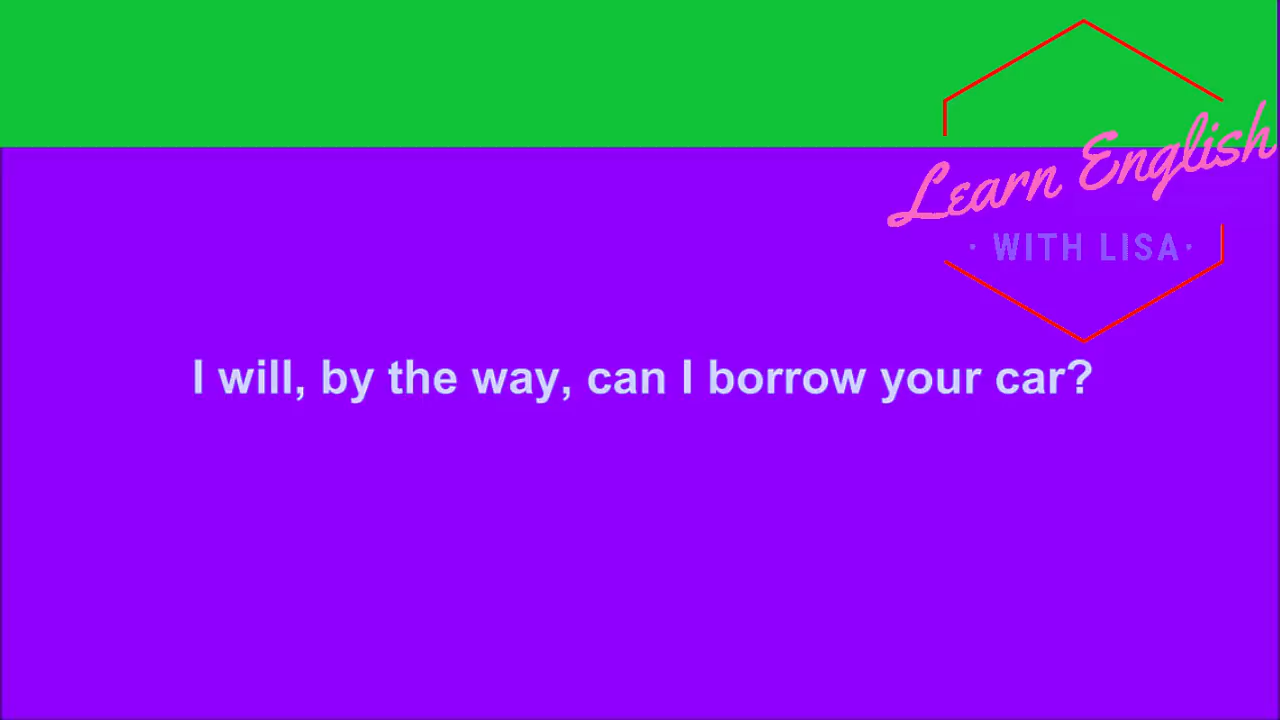 Learn English
· WITH LISA·
I will, by the way, can I borrow your car?